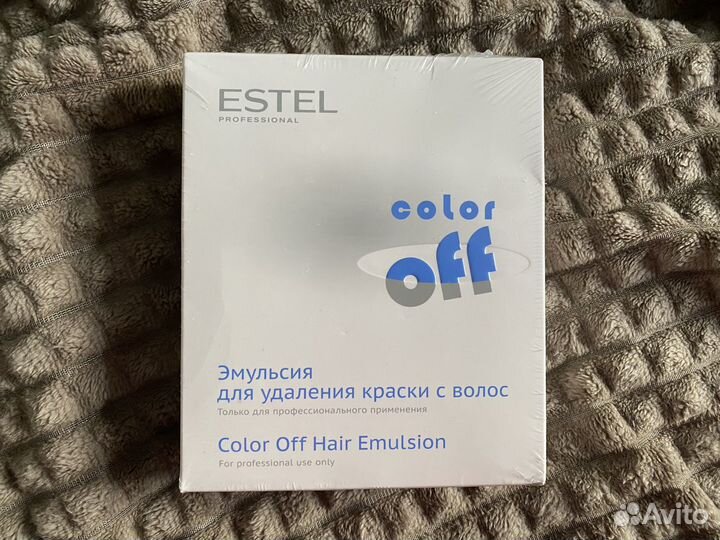 ESTEL
PROFESSIONAL
color
off
Эмульсия
для удаления краски с волос
Только для профессионального применения
Color Off Hair Emulsion
For professional use only
Avito